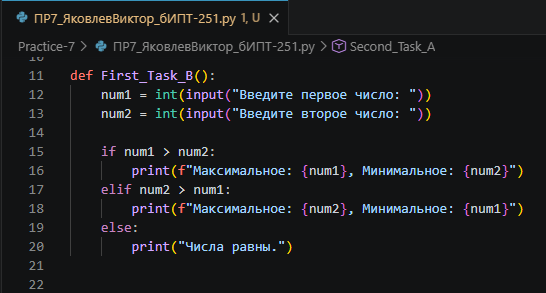 ПР7_ЯковлевВиктор_бИПТ-251.py 1, U
Practice-7 > ПР7_ЯковлевВиктор_бИПТ-251.py > Second_Task_A
11 def First_Task_B():
12     num1 = int(input("Введите первое число: "))
13     num2 = int(input("Введите второе число: "))
14
15     if num1 > num2:
16         print(f"Максимальное: {num1}, Минимальное: {num2}")
17     elif num2 > num1:
18         print(f"Максимальное: {num2}, Минимальное: {num1}")
19     else:
20         print("Числа равны.")
21
22